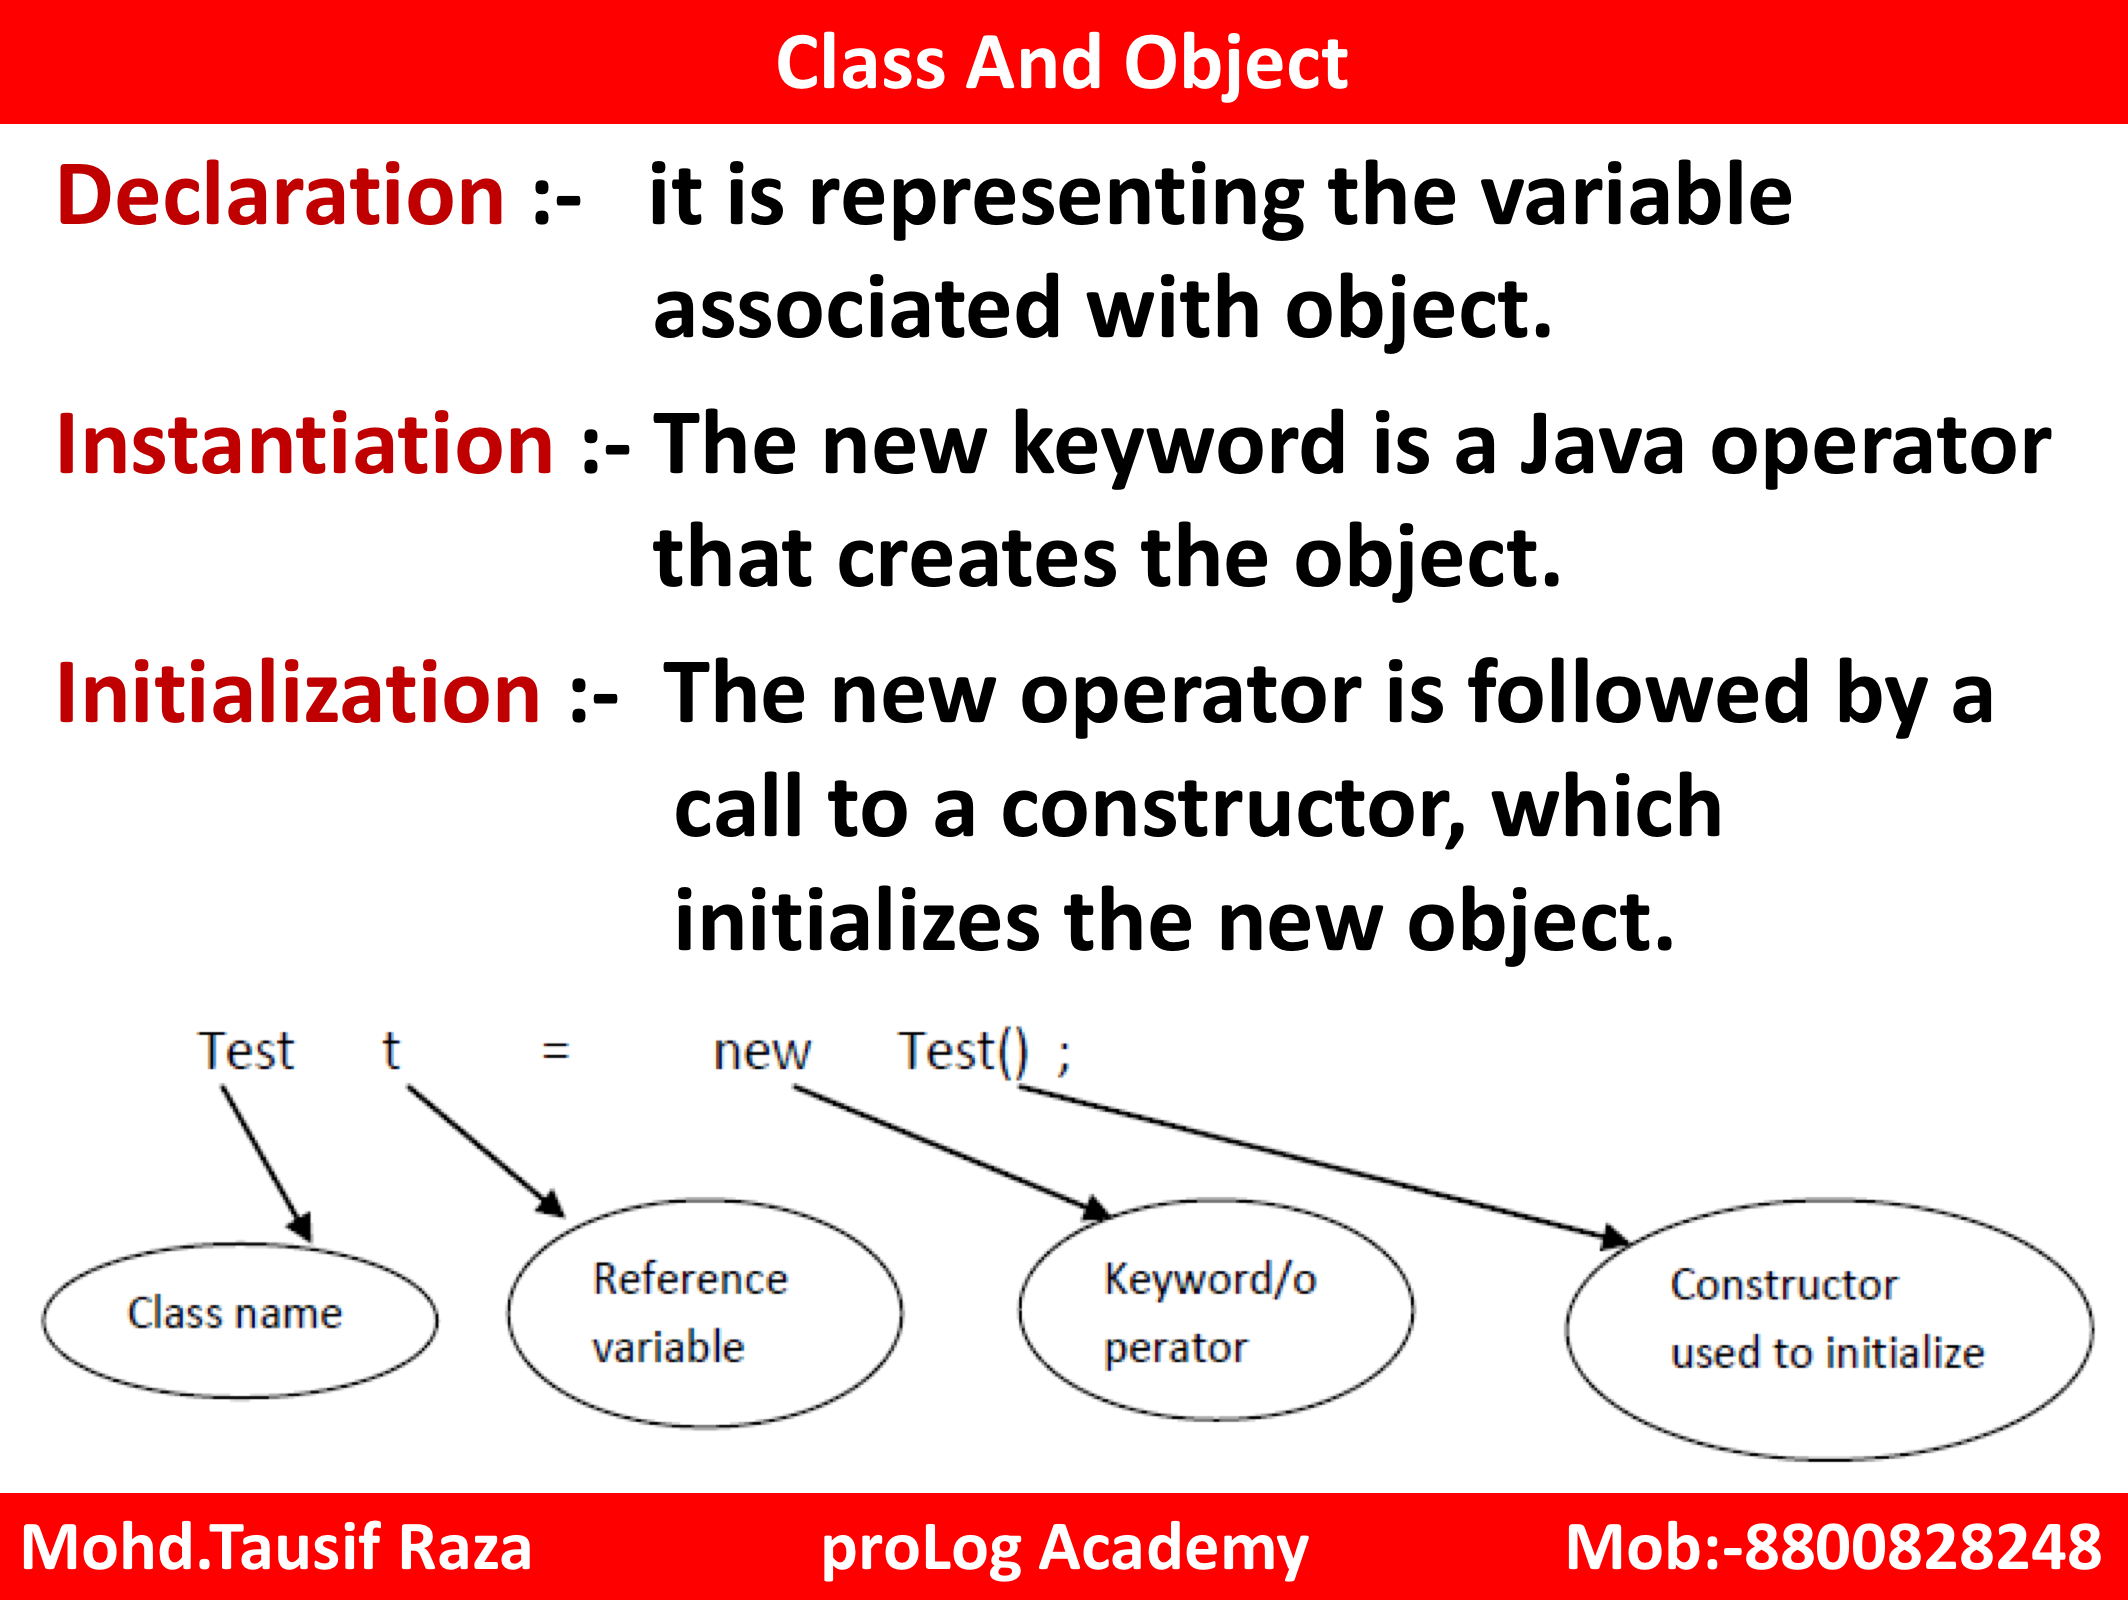 Class And Object
Declaration :- it is representing the variable
associated with object.
Instantiation :- The new keyword is a Java operator
that creates the object.
Initialization :- The new operator is followed by a
call to a constructor, which
initializes the new object.
Test t = new Test() ;
Class name
Reference
variable
Keyword/o
perator
Constructor
used to initialize
Mohd.Tausif Raza proLog Academy Mob:-8800828248